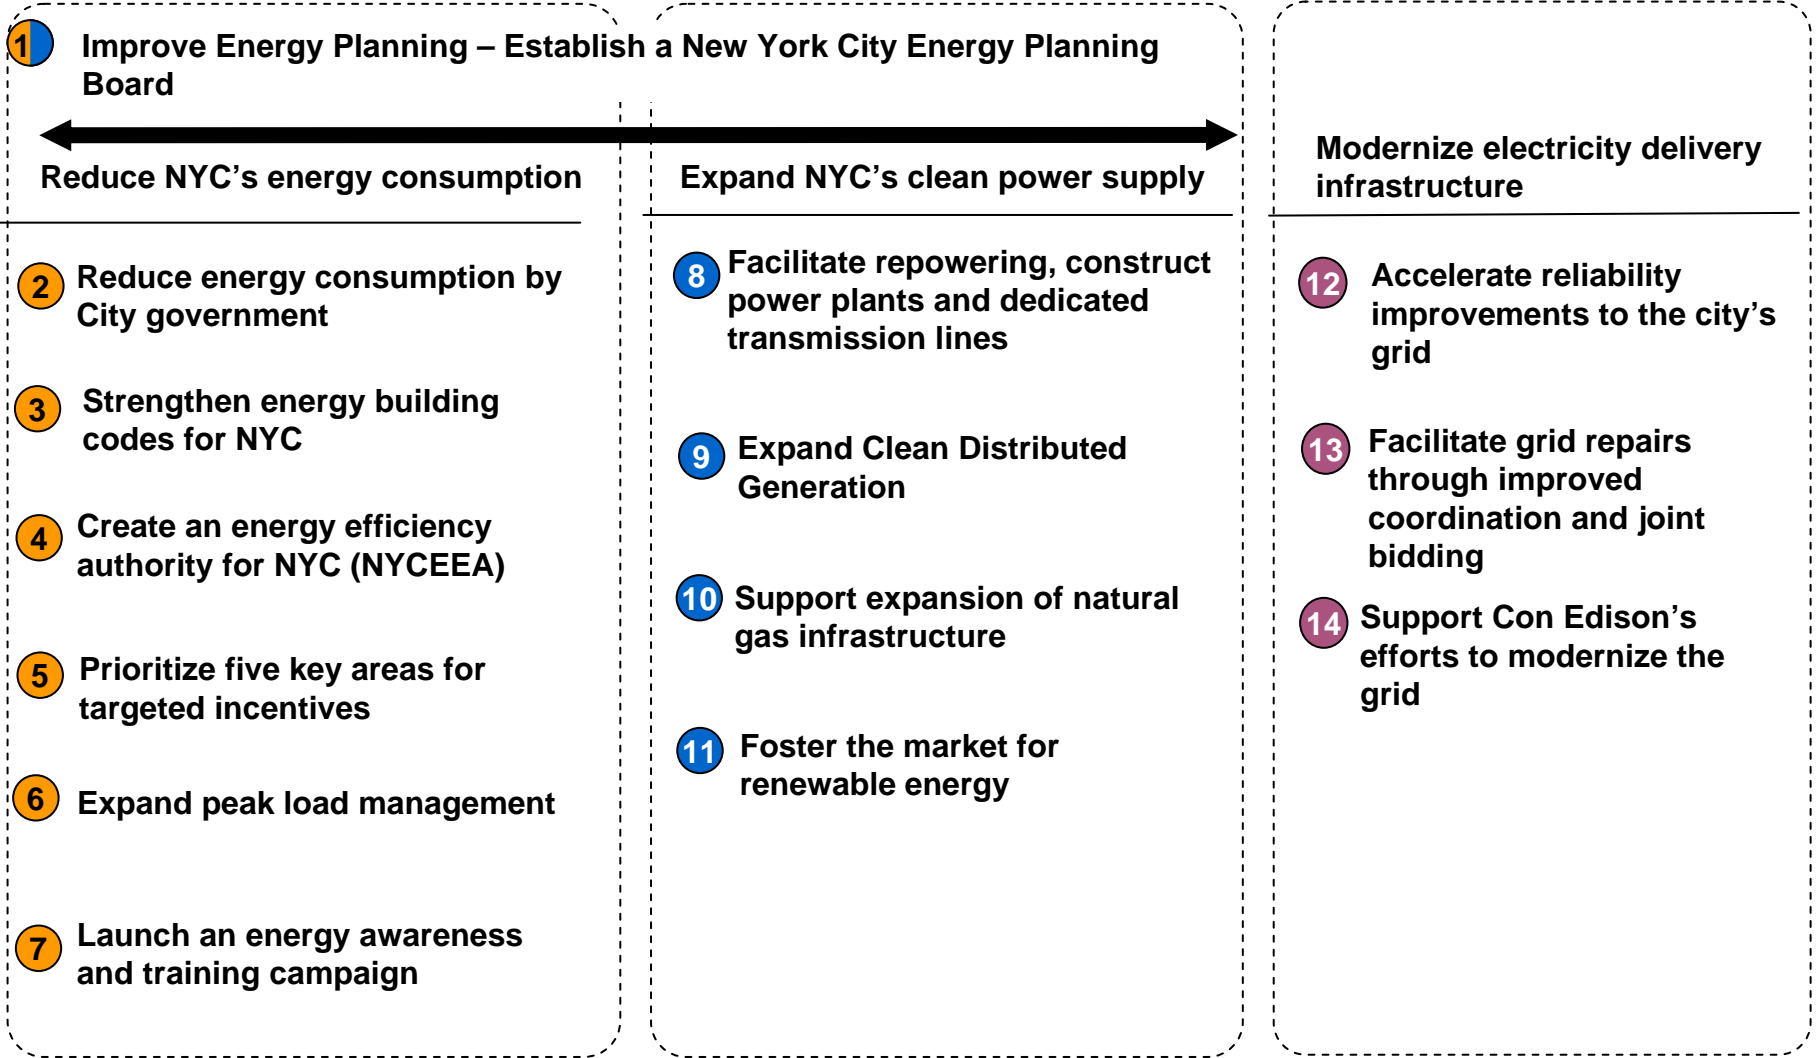 1
Improve Energy Planning – Establish a New York City Energy Planning
Board
Reduce NYC’s energy consumption
2
Reduce energy consumption by
City government
3
Strengthen energy building
codes for NYC
4
Create an energy efficiency
authority for NYC (NYCEEA)
5
Prioritize five key areas for
targeted incentives
6
Expand peak load management
7
Launch an energy awareness
and training campaign
Expand NYC’s clean power supply
8
Facilitate repowering, construct
power plants and dedicated
transmission lines
9
Expand Clean Distributed
Generation
10
Support expansion of natural
gas infrastructure
11
Foster the market for
renewable energy
Modernize electricity delivery
infrastructure
12
Accelerate reliability
improvements to the city’s
grid
13
Facilitate grid repairs
through improved
coordination and joint
bidding
14
Support Con Edison’s
efforts to modernize the
grid